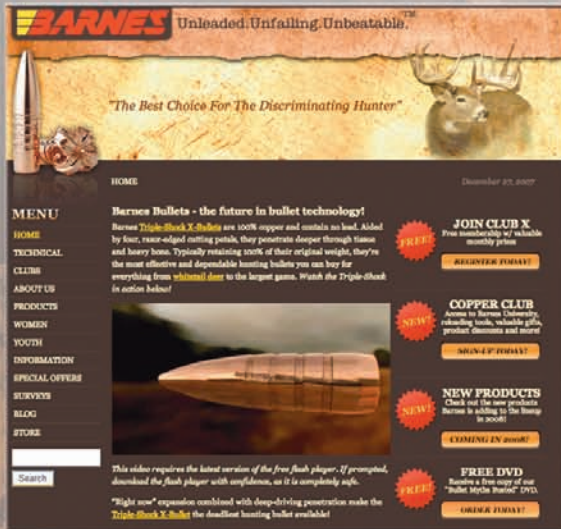 BARNES Unleaded.Unfailing.Unbeatable.™
"The Best Choice For The Discriminating Hunter"
HOME
December 27, 2007
MENU
HOME
TECHNICAL
CLUBS
ABOUT US
PRODUCTS
WOMEN
YOUTH
INFORMATION
SPECIAL OFFERS
SURVEYS
BLOG
STORE
Search
Barnes Bullets - the future in bullet technology!
Barnes Triple-Shock X-Bullets are 100% copper and contain no lead. Aided
by four, razor-edged cutting petals, they penetrate deeper through tissue
and heavy bone. Typically retaining 100% of their original weight, they're
the most effective and dependable hunting bullets you can buy for
everything from whitetail deer to the largest game. Watch the Triple-Shock
in action below!
This video requires the latest version of the free flash player. If prompted,
download the flash player with confidence, as it is completely safe.
"Right now" expansion combined with deep-driving penetration make the
Triple-Shock X-Bullet the deadliest hunting bullet available!
FREE!
JOIN CLUB X
Free membership w/ valuable
monthly prizes
REGISTER TODAY!
NEW!
COPPER CLUB
Access to Barnes University,
reloading tools, valuable gifts,
product discounts and more!
SIGN-UP TODAY!
NEW!
NEW PRODUCTS
Check out the new products
Barnes is adding to the lineup
in 2008!
COMING IN 2008!
FREE!
FREE DVD
Receive a free copy of our
"Bullet Myths Busted" DVD.
ORDER TODAY!